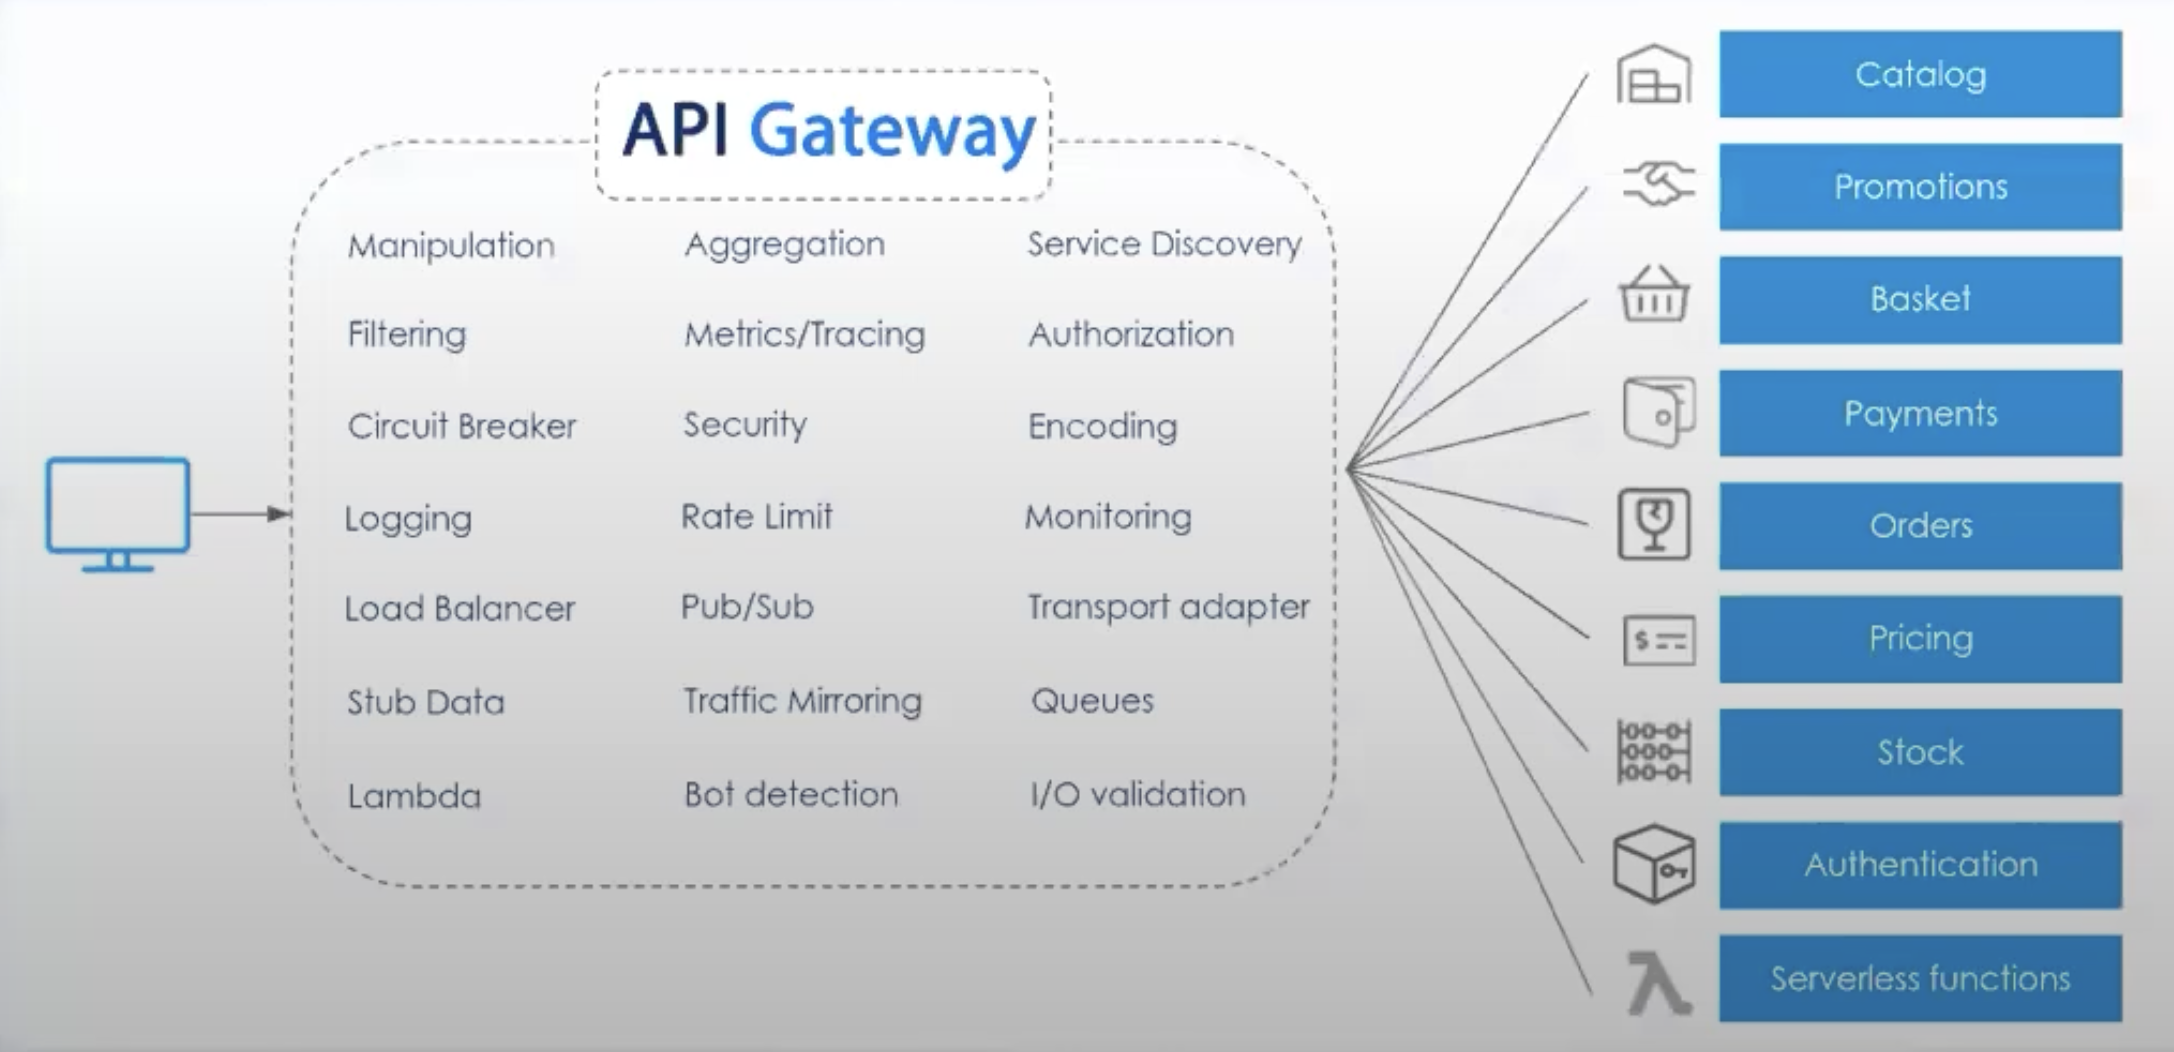 API Gateway
Manipulation
Aggregation
Service Discovery
Filtering
Metrics/Tracing
Authorization
Circuit Breaker
Security
Encoding
Logging
Rate Limit
Monitoring
Load Balancer
Pub/Sub
Transport adapter
Stub Data
Traffic Mirroring
Queues
Lambda
Bot detection
I/O validation
Catalog
Promotions
Basket
Payments
Orders
$
Pricing
Stock
Authentication
λ
Serverless functions